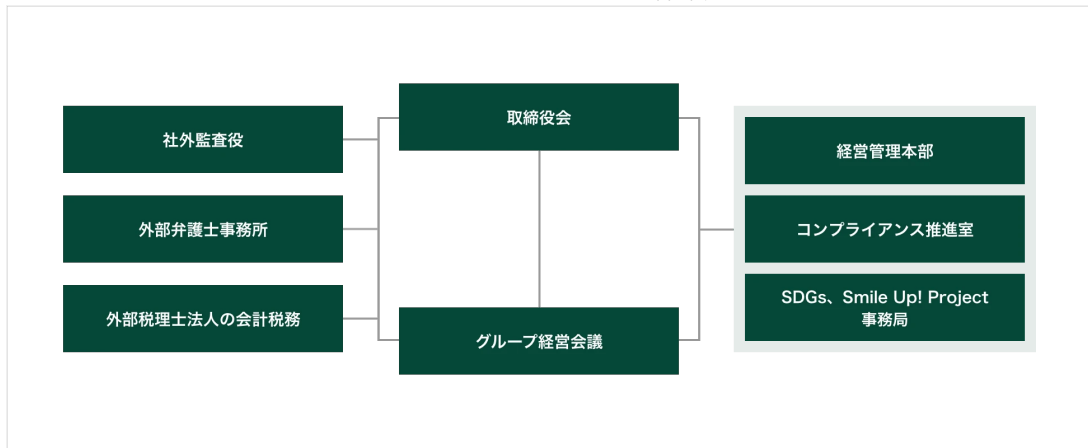 取締役会
社外監査役
外部弁護士事務所
外部税理士法人の会計税務
グループ経営会議
経営管理本部
コンプライアンス推進室
SDGs、Smile Up! Project
事務局